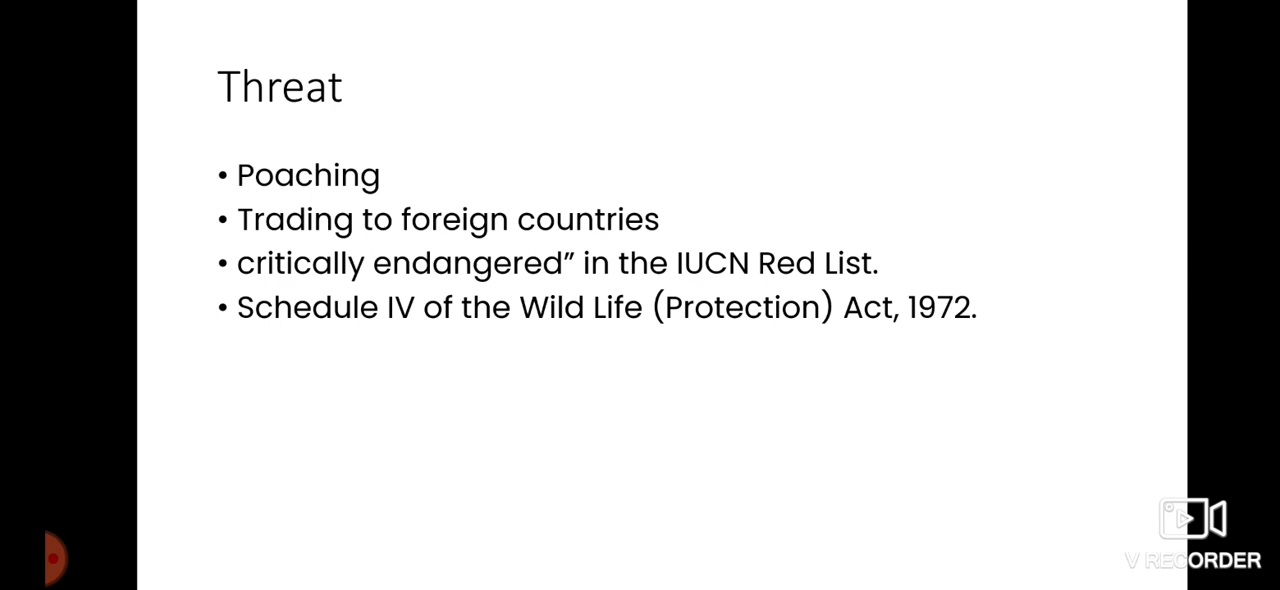 Threat
• Poaching
• Trading to foreign countries
• critically endangered” in the IUCN Red List.
• Schedule IV of the Wild Life (Protection) Act, 1972.
V RECORDER